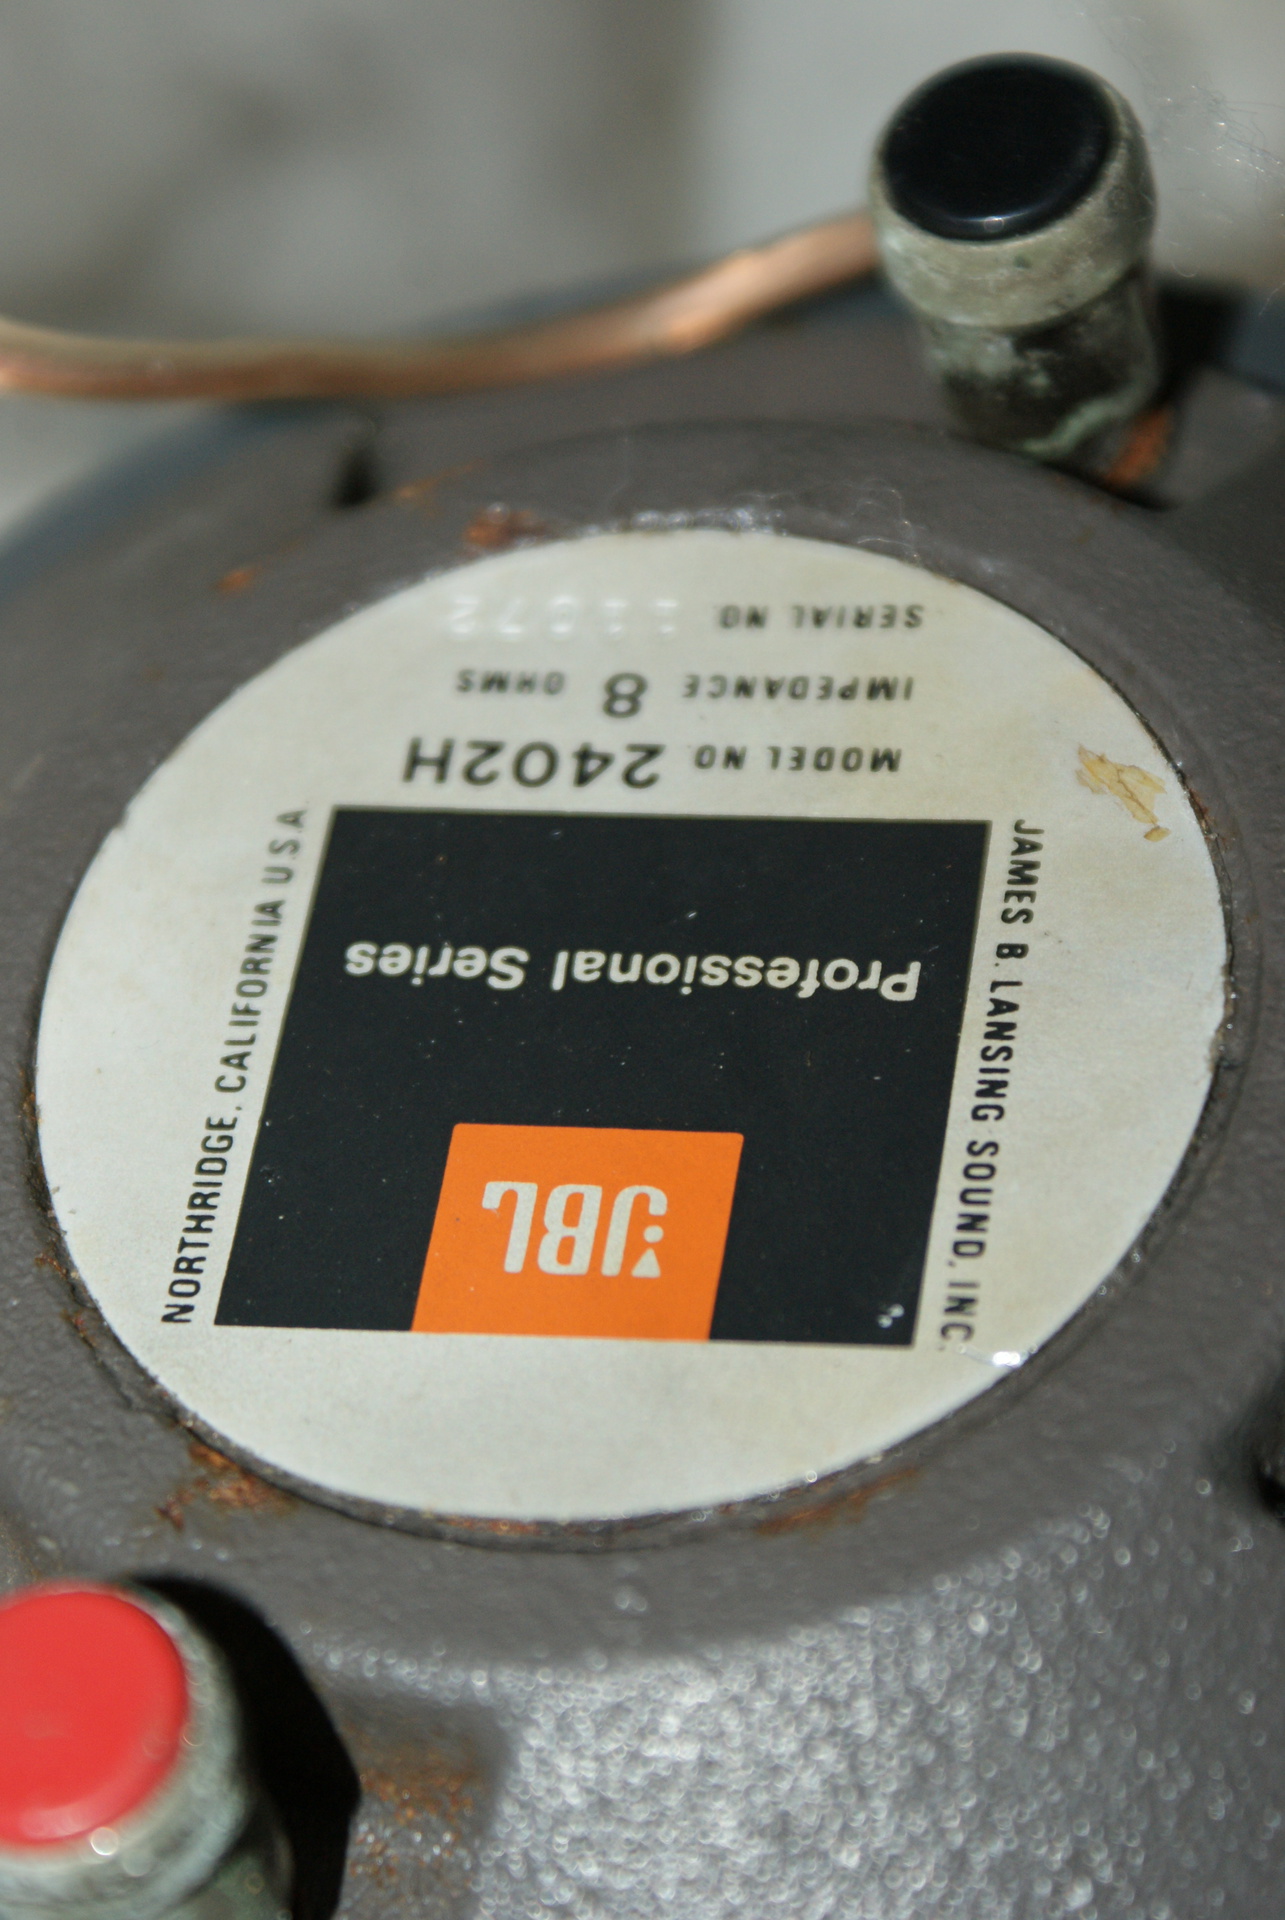 JBL
Professional Series
MODEL NO. 2402H
IMPEDANCE 8 OHMS
SERIAL NO.
JAMES B. LANSING SOUND, INC.
NORTHRIDGE, CALIFORNIA U.S.A.